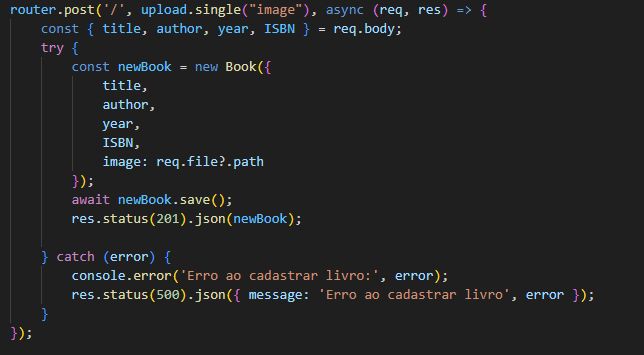 router.post('/', upload.single("image"), async (req, res) => {
    const { title, author, year, ISBN } = req.body;
    try {
        const newBook = new Book({
            title,
            author,
            year,
            ISBN,
            image: req.file?.path
        });
        await newBook.save();
        res.status(201).json(newBook);

    } catch (error) {
        console.error('Erro ao cadastrar livro:', error);
        res.status(500).json({ message: 'Erro ao cadastrar livro', error });
    }
});